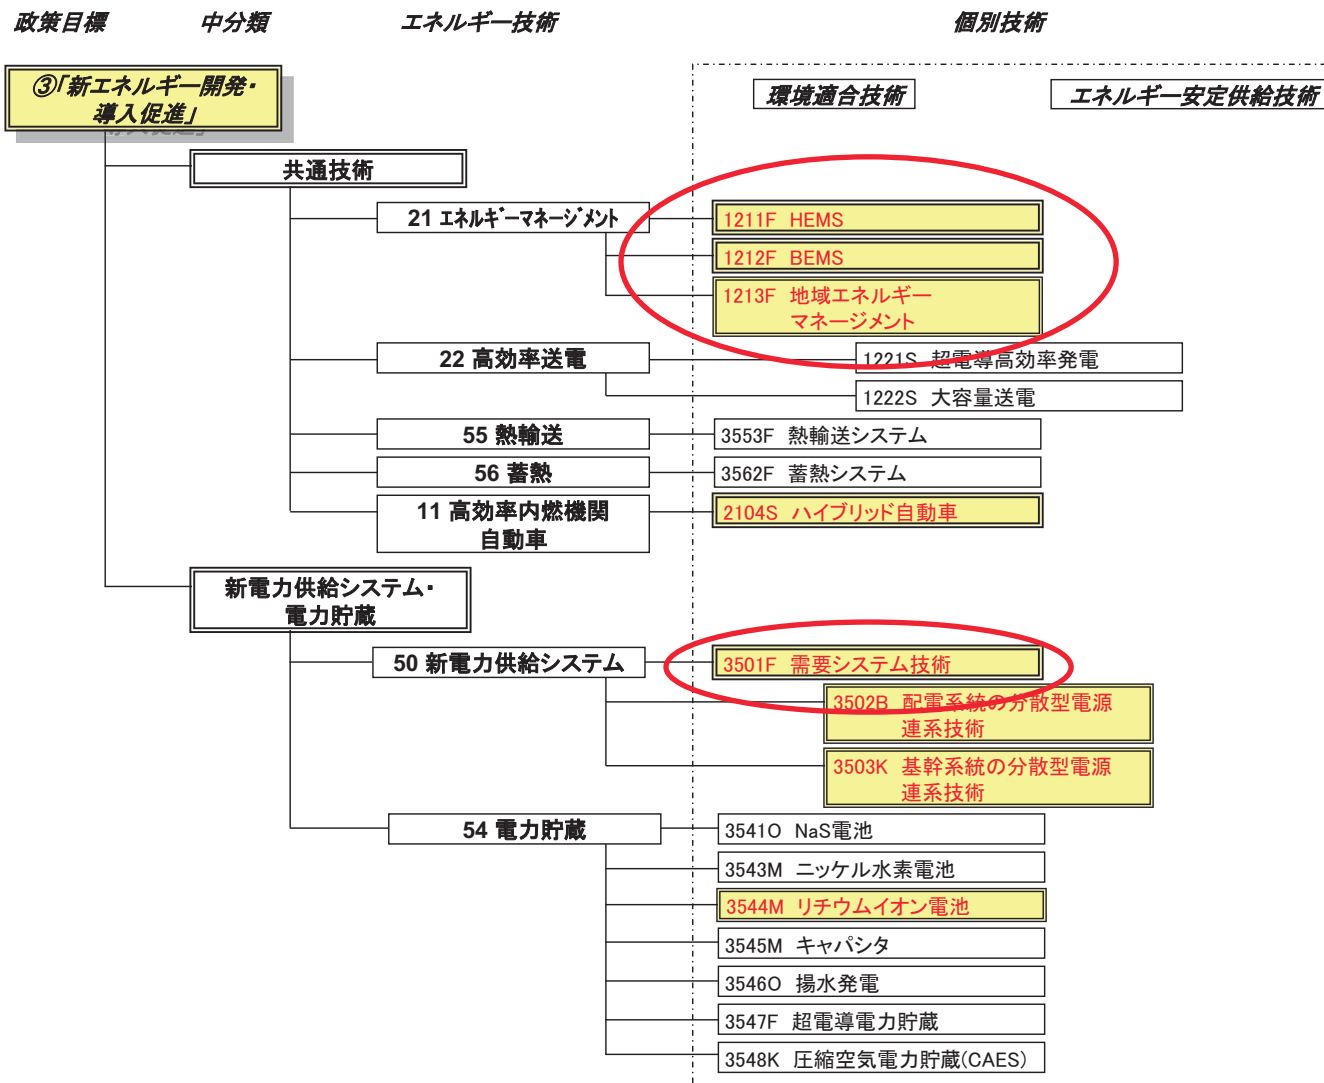 政策目標 中分類 エネルギー技術 個別技術
③「新エネルギー開発・
導入促進」
環境適合技術 エネルギー安定供給技術
共通技術
21 エネルギーマネージメント
1211F HEMS
1212F BEMS
1213F 地域エネルギー
マネージメント
22 高効率送電
1221S 超電導高効率発電
1222S 大容量送電
55 熱輸送
3553F 熱輸送システム
56 蓄熱
3562F 蓄熱システム
11 高効率内燃機関
自動車
2104S ハイブリッド自動車
新電力供給システム・
電力貯蔵
50 新電力供給システム
3501F 需要システム技術
3502B 配電系統の分散型電源
連系技術
3503K 基幹系統の分散型電源
連系技術
54 電力貯蔵
3541O NaS電池
3543M ニッケル水素電池
3544M リチウムイオン電池
3545M キャパシタ
3546O 揚水発電
3547F 超電導電力貯蔵
3548K 圧縮空気電力貯蔵(CAES)